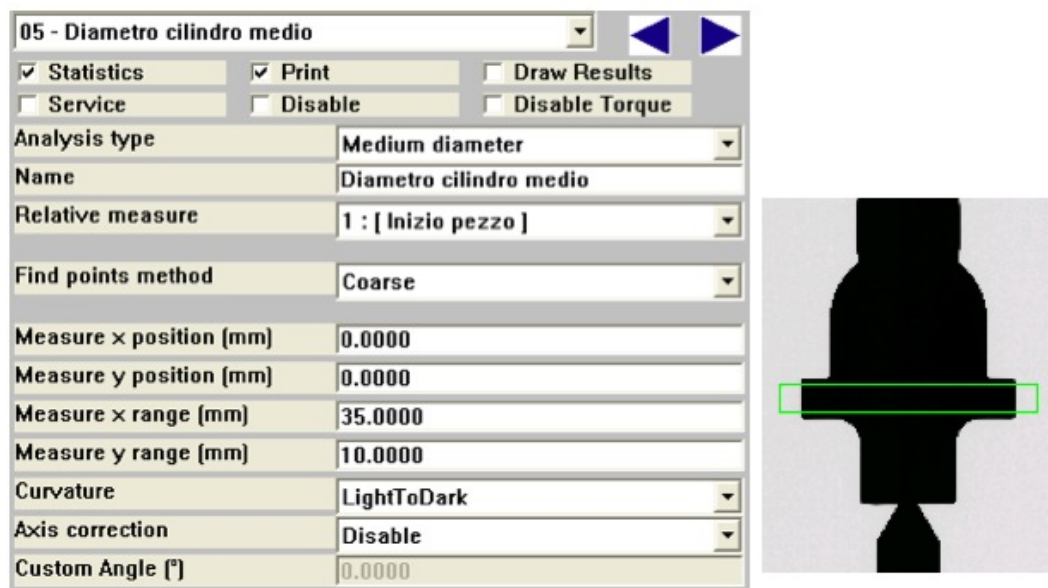 05 - Diametro cilindro medio
Statistics Print Draw Results
Service Disable Disable Torque
Analysis type Medium diameter
Name Diametro cilindro medio
Relative measure 1 : [ Inizio pezzo ]
Find points method Coarse
Measure x position (mm) 0.0000
Measure y position (mm) 0.0000
Measure x range (mm) 35.0000
Measure y range (mm) 10.0000
Curvature LightToDark
Axis correction Disable
Custom Angle (°) 0.0000